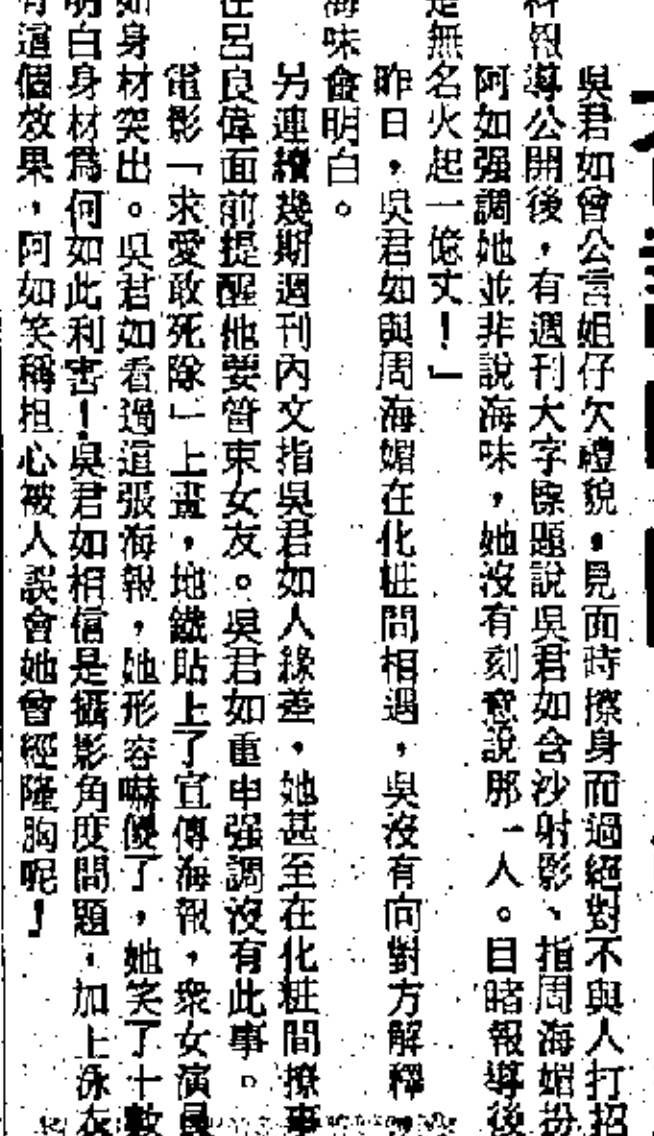 吳君如曾公言姐仔欠禮貌，見面時擦身而過絕對不與人打招
導公開後，有週刊大字標題說吳君如含沙射影、指周海媚扮
阿如强調她並非說海味，她沒有刻意說那一人。目睹報導後
是無名火起一億丈！」
昨日，吳君如與周海媚在化粧間相遇，吳沒有向對方解釋，
海味會明白。
另連續幾期週刊內文指吳君如人緣差，她甚至在化粧間撩事
在呂良偉面前提醒他要管束女友。吳君如重申强調沒有此事。
電影「求愛敢死隊」上畫，地鐵貼上了宣傳海報，衆女演員
如身材突出。吳君如看過這張海報，她形容嚇儍了，她笑了十數
明白身材爲何如此利害！吳君如相信是攝影角度問題，加上泳衣
有這個效果，阿如笑稱担心被人誤會她曾經隆胸呢！